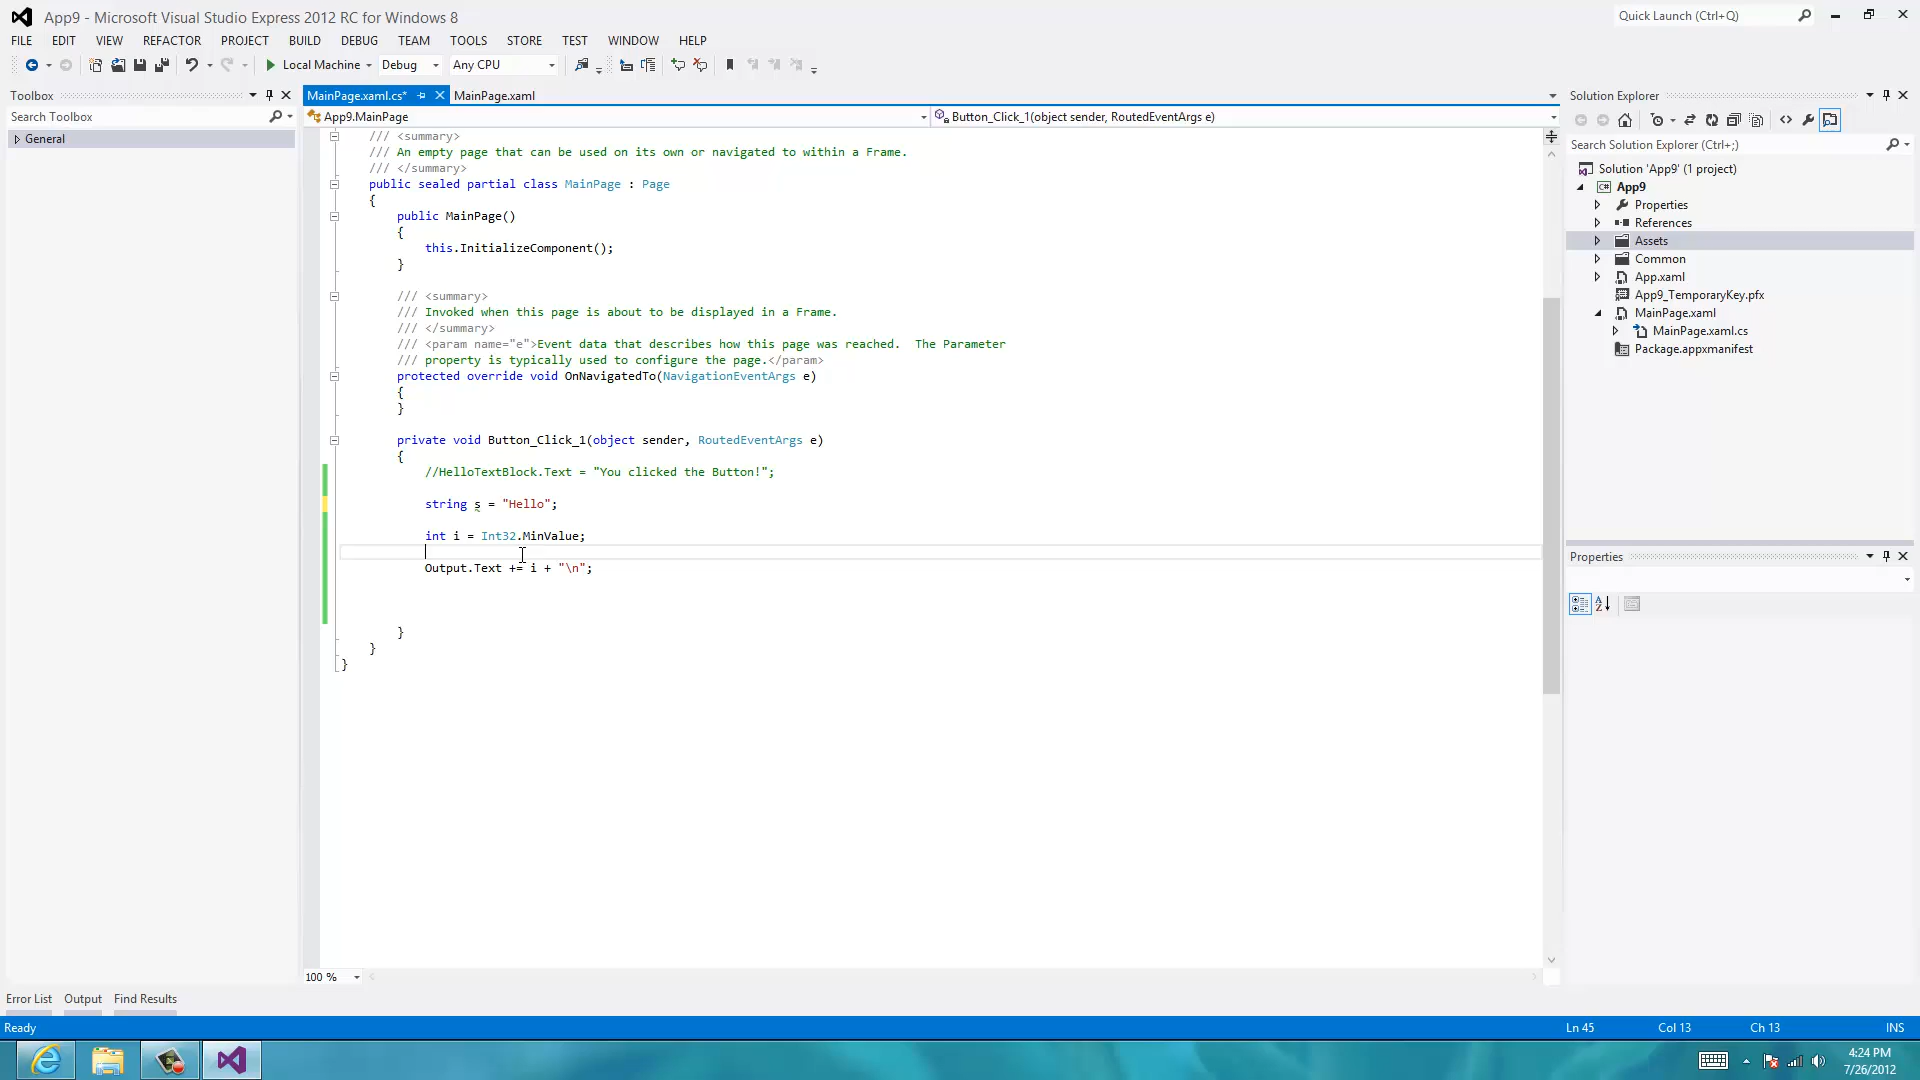 App9 - Microsoft Visual Studio Express 2012 RC for Windows 8
Quick Launch (Ctrl+Q)
FILE EDIT VIEW REFACTOR PROJECT BUILD DEBUG TEAM TOOLS STORE TEST WINDOW HELP
Local Machine Debug Any CPU
Toolbox
Search Toolbox
General
MainPage.xaml.cs* MainPage.xaml
App9.MainPage Button_Click_1(object sender, RoutedEventArgs e)
/// <summary>
/// An empty page that can be used on its own or navigated to within a Frame.
/// </summary>
public sealed partial class MainPage : Page
{
public MainPage()
{
this.InitializeComponent();
}
/// <summary>
/// Invoked when this page is about to be displayed in a Frame.
/// </summary>
/// <param name="e">Event data that describes how this page was reached.  The Parameter
/// property is typically used to configure the page.</param>
protected override void OnNavigatedTo(NavigationEventArgs e)
{
}
private void Button_Click_1(object sender, RoutedEventArgs e)
{
//HelloTextBlock.Text = "You clicked the Button!";
string s = "Hello";
int i = Int32.MinValue;
Output.Text += i + "\n";
}
}
}
100 %
Solution Explorer
Search Solution Explorer (Ctrl+;)
Solution 'App9' (1 project)
C# App9
Properties
References
Assets
Common
App.xaml
App9_TemporaryKey.pfx
MainPage.xaml
MainPage.xaml.cs
Package.appxmanifest
Properties
Error List Output Find Results
Ready Ln 45 Col 13 Ch 13 INS
4:24 PM
7/26/2012